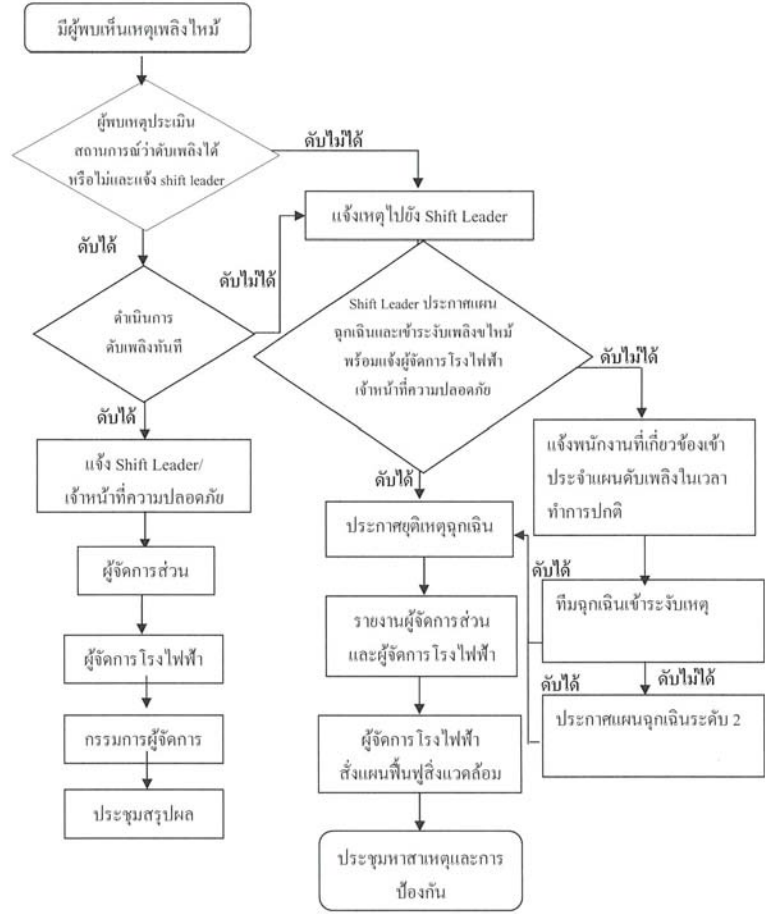 มีผู้พบเห็นเหตุเพลิงไหม้
ผู้พบเหตุประเมิน
สถานการณ์ว่าดับเพลิงได้
หรือไม่และแจ้ง shift leader
ดับไม่ได้
แจ้งเหตุไปยัง Shift Leader
ดับได้
ดับไม่ได้
ดำเนินการ
ดับเพลิงทันที
Shift Leader ประกาศแผน
ฉุกเฉินและเข้าระงับเพลิงขไหม้
พร้อมแจ้งผู้จัดการโรงไฟฟ้า
เจ้าหน้าที่ความปลอดภัย
ดับไม่ได้
ดับได้
แจ้ง Shift Leader/
เจ้าหน้าที่ความปลอดภัย
แจ้งพนักงานที่เกี่ยวข้องเข้า
ประจำแผนดับเพลิงในเวลา
ทำการปกติ
ดับได้
ประกาศยุติเหตุฉุกเฉิน
ผู้จัดการส่วน
ดับได้
ทีมฉุกเฉินเข้าระงับเหตุ
รายงานผู้จัดการส่วน
และผู้จัดการโรงไฟฟ้า
ผู้จัดการโรงไฟฟ้า
ดับได้
ดับไม่ได้
ประกาศแผนฉุกเฉินระดับ 2
กรรมการผู้จัดการ
ผู้จัดการโรงไฟฟ้า
สั่งแผนฟื้นฟูสิ่งแวดล้อม
ประชุมสรุปผล
ประชุมหาสาเหตุและการ
ป้องกัน